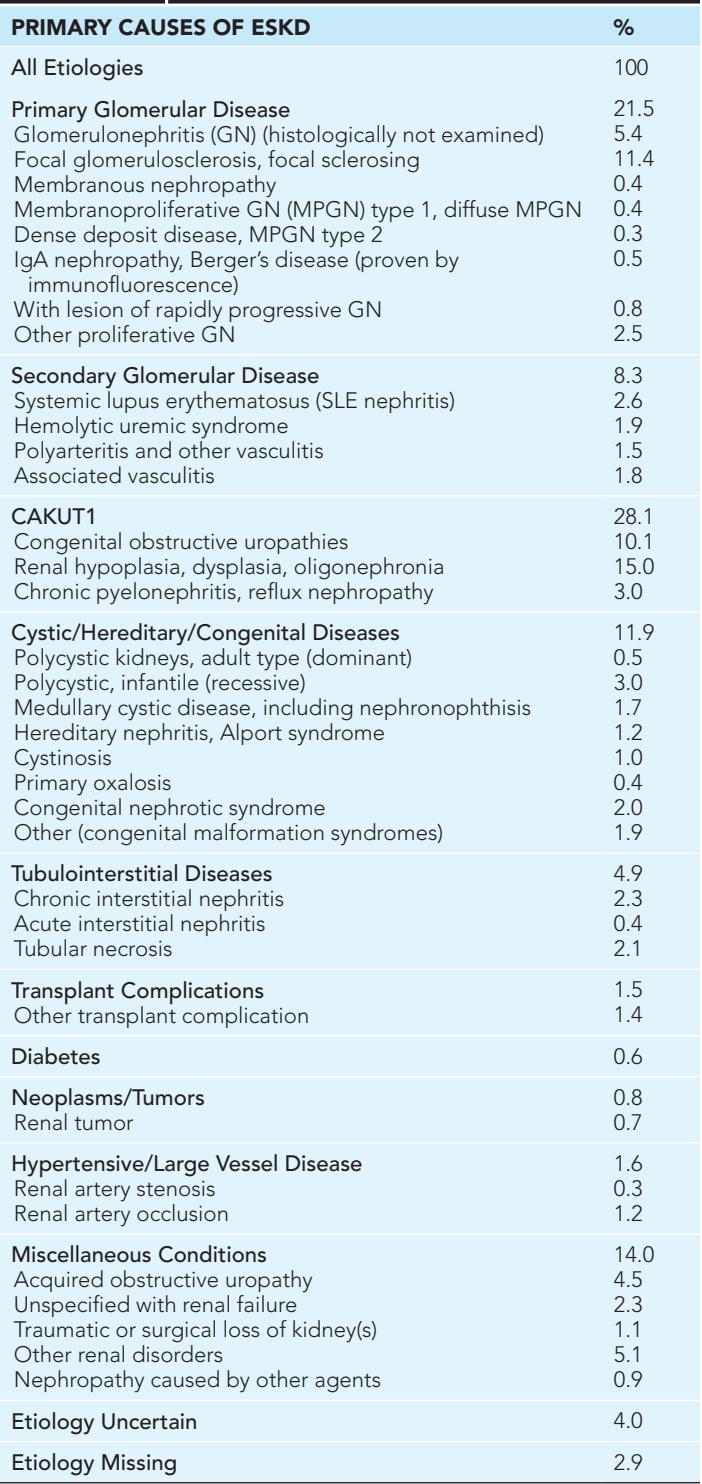 PRIMARY CAUSES OF ESKD %
All Etiologies 100
Primary Glomerular Disease 21.5
Glomerulonephritis (GN) (histologically not examined) 5.4
Focal glomerulosclerosis, focal sclerosing 11.4
Membranous nephropathy 0.4
Membranoproliferative GN (MPGN) type 1, diffuse MPGN 0.4
Dense deposit disease, MPGN type 2 0.3
IgA nephropathy, Berger's disease (proven by 0.5
immunofluorescence)
With lesion of rapidly progressive GN 0.8
Other proliferative GN 2.5
Secondary Glomerular Disease 8.3
Systemic lupus erythematosus (SLE nephritis) 2.6
Hemolytic uremic syndrome 1.9
Polyarteritis and other vasculitis 1.5
Associated vasculitis 1.8
CAKUT1 28.1
Congenital obstructive uropathies 10.1
Renal hypoplasia, dysplasia, oligonephronia 15.0
Chronic pyelonephritis, reflux nephropathy 3.0
Cystic/Hereditary/Congenital Diseases 11.9
Polycystic kidneys, adult type (dominant) 0.5
Polycystic, infantile (recessive) 3.0
Medullary cystic disease, including nephronophthisis 1.7
Hereditary nephritis, Alport syndrome 1.2
Cystinosis 1.0
Primary oxalosis 0.4
Congenital nephrotic syndrome 2.0
Other (congenital malformation syndromes) 1.9
Tubulointerstitial Diseases 4.9
Chronic interstitial nephritis 2.3
Acute interstitial nephritis 0.4
Tubular necrosis 2.1
Transplant Complications 1.5
Other transplant complication 1.4
Diabetes 0.6
Neoplasms/Tumors 0.8
Renal tumor 0.7
Hypertensive/Large Vessel Disease 1.6
Renal artery stenosis 0.3
Renal artery occlusion 1.2
Miscellaneous Conditions 14.0
Acquired obstructive uropathy 4.5
Unspecified with renal failure 2.3
Traumatic or surgical loss of kidney(s) 1.1
Other renal disorders 5.1
Nephropathy caused by other agents 0.9
Etiology Uncertain 4.0
Etiology Missing 2.9